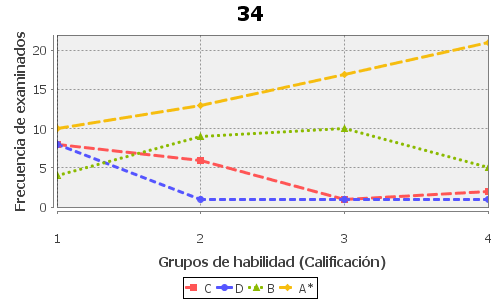 34
Frecuencia de examinados
20
15
10
5
0
1 2 3 4
Grupos de habilidad (Calificación)
C D B A*